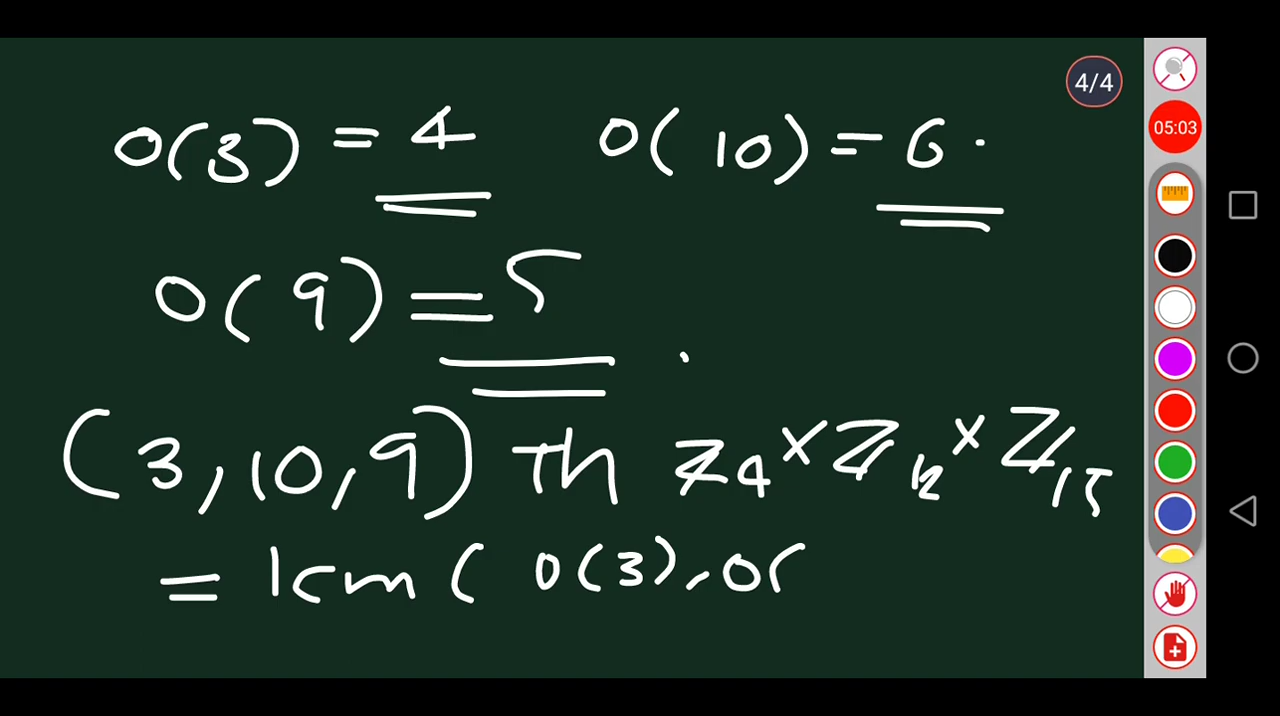 4/4
05:03
O(3) = 4 O(10) = 6.
O(9) = 5
(3,10,9) Th Z4 × Z12 × Z15
= lcm ( O(3), O(